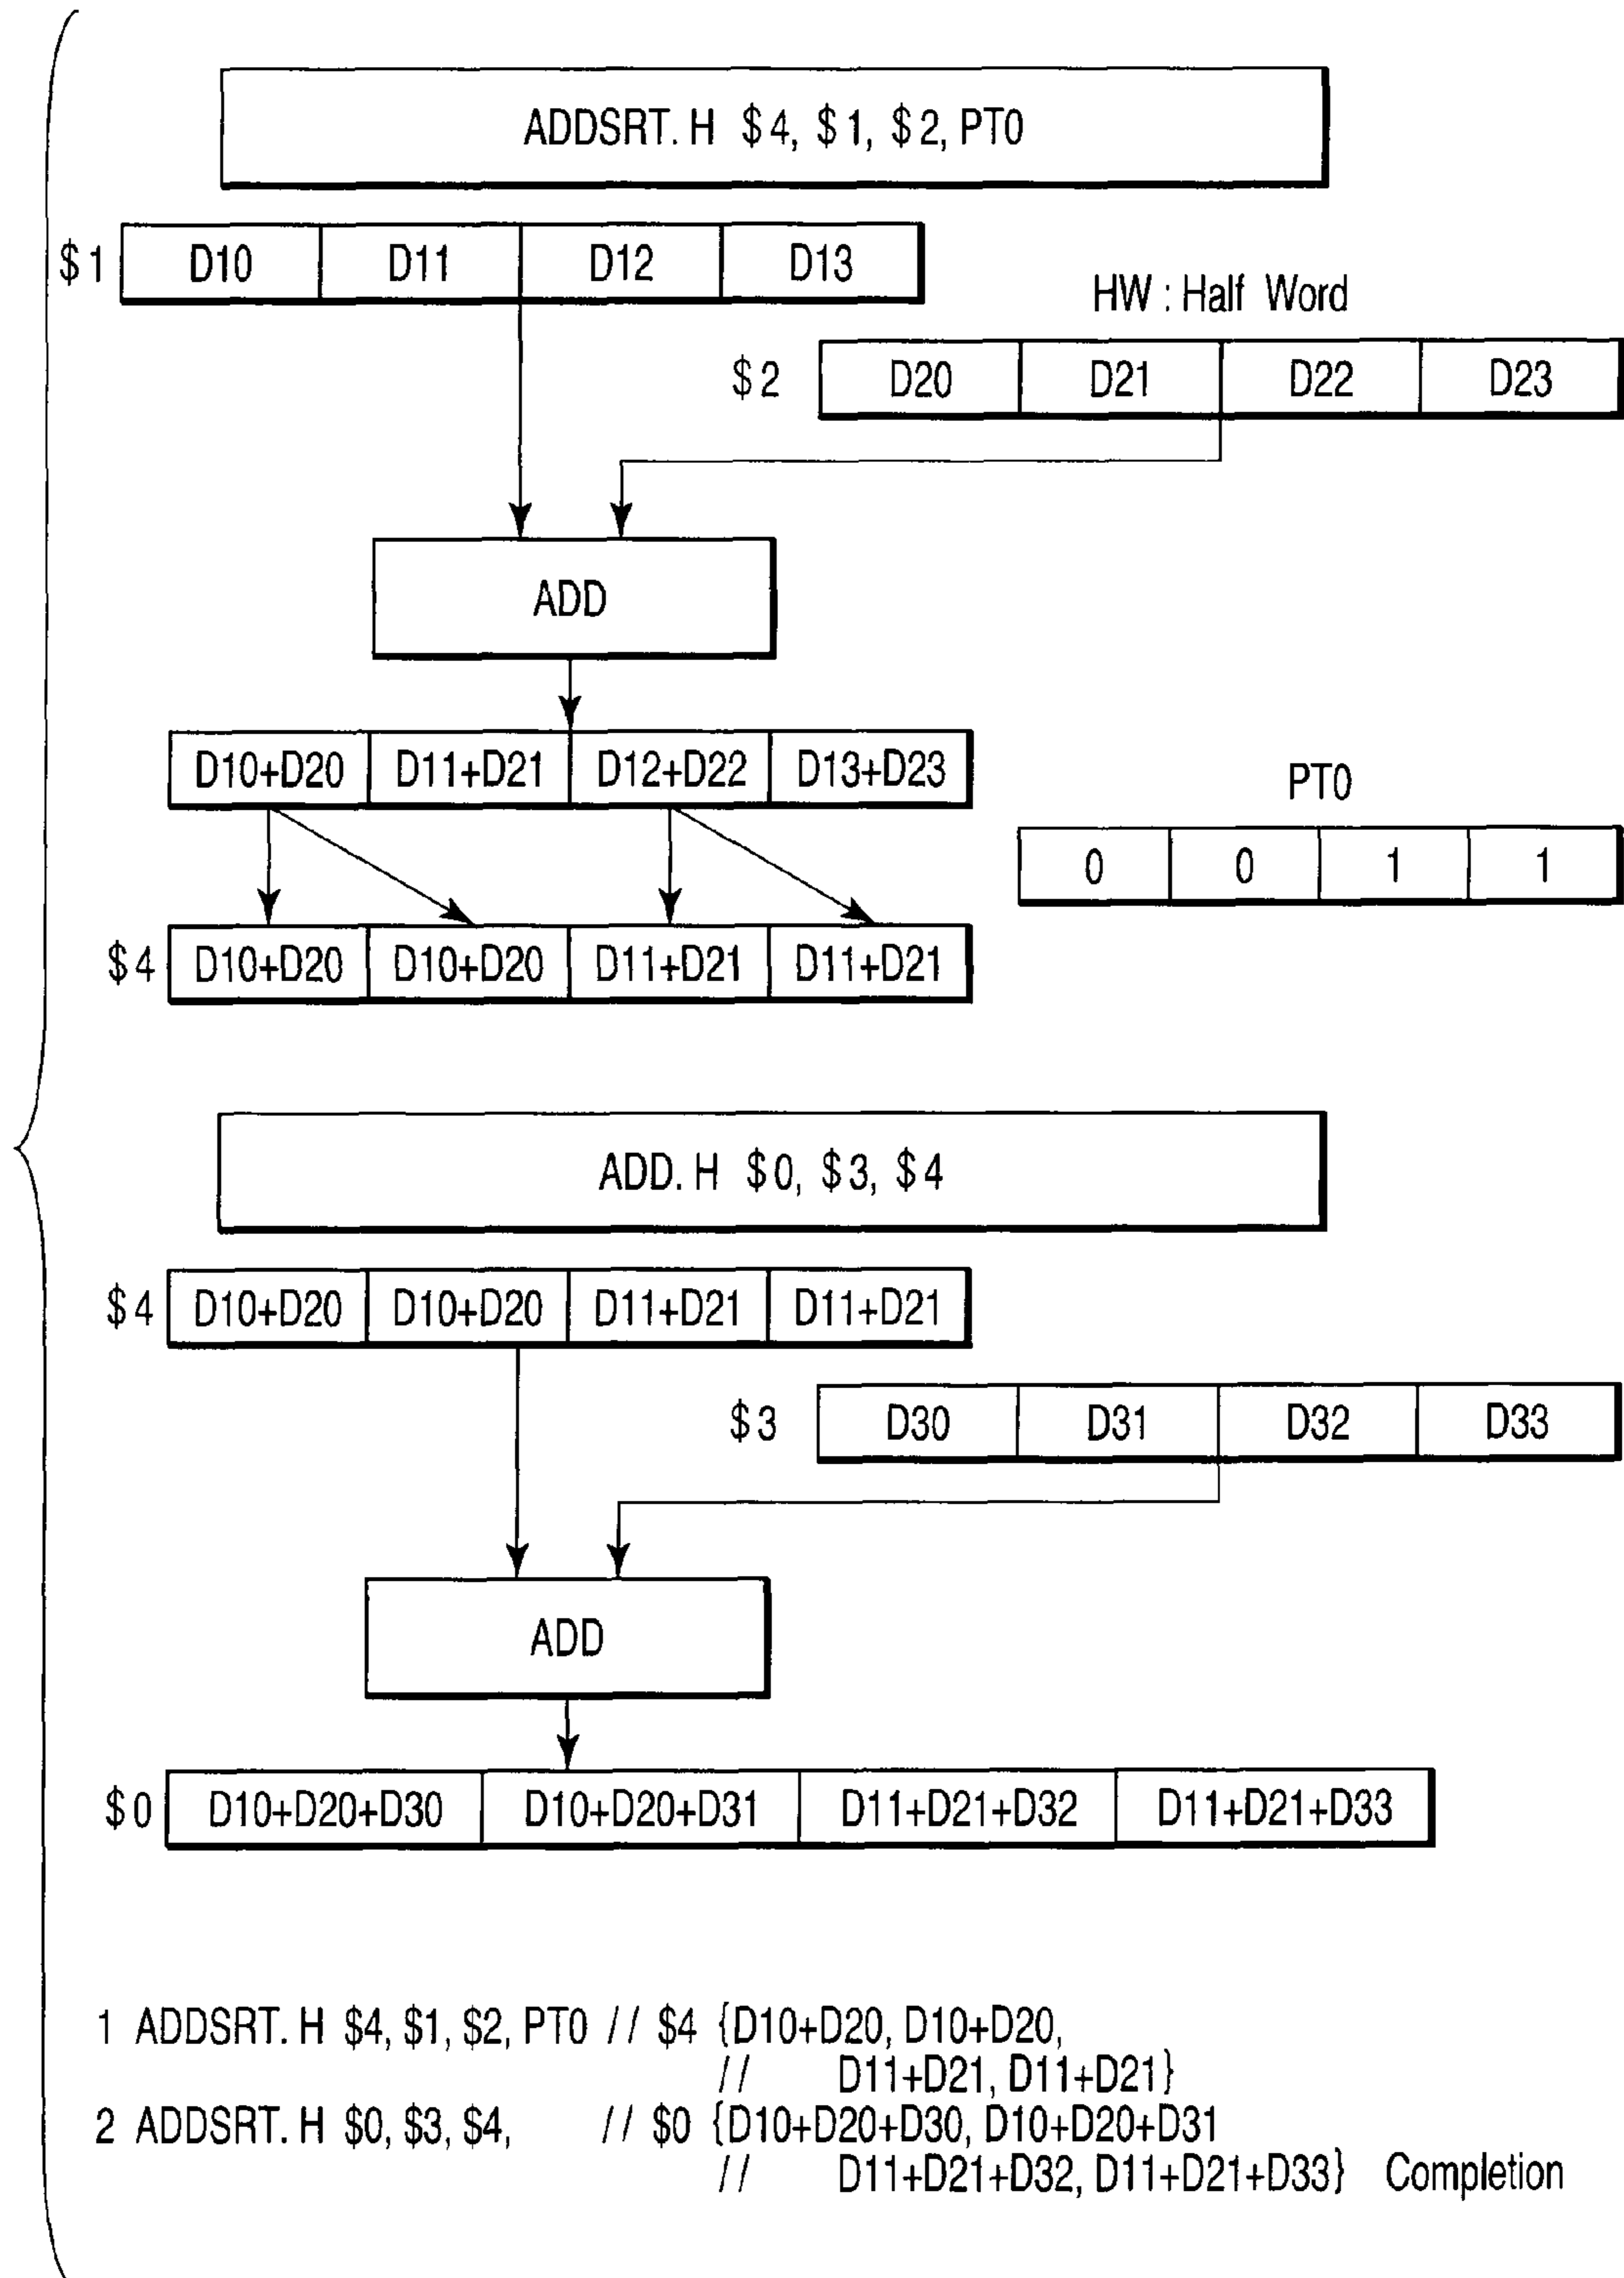 ADDSRT. H $4, $1, $2, PT0
$1 D10 D11 D12 D13
HW : Half Word
$2 D20 D21 D22 D23
ADD
D10+D20 D11+D21 D12+D22 D13+D23
PT0
0 0 1 1
$4 D10+D20 D10+D20 D11+D21 D11+D21
ADD. H $0, $3, $4
$4 D10+D20 D10+D20 D11+D21 D11+D21
$3 D30 D31 D32 D33
ADD
$0 D10+D20+D30 D10+D20+D31 D11+D21+D32 D11+D21+D33
1 ADDSRT. H $4, $1, $2, PT0 // $4 {D10+D20, D10+D20,
// D11+D21, D11+D21}
2 ADDSRT. H $0, $3, $4, // $0 {D10+D20+D30, D10+D20+D31
// D11+D21+D32, D11+D21+D33} Completion